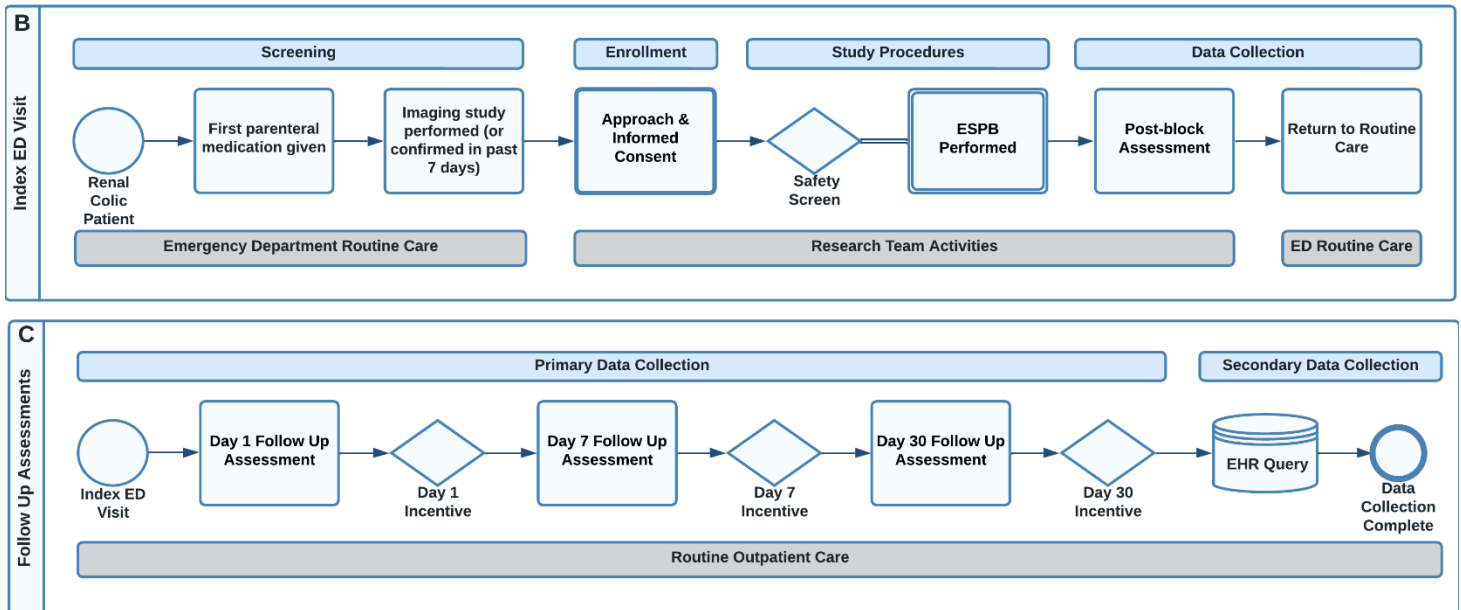 B
Index ED Visit
Screening
Enrollment
Study Procedures
Data Collection
Renal
Colic
Patient
First parenteral
medication given
Imaging study
performed (or
confirmed in past
7 days)
Approach &
Informed
Consent
Safety
Screen
ESPB
Performed
Post-block
Assessment
Return to Routine
Care
Emergency Department Routine Care
Research Team Activities
ED Routine Care
C
Follow Up Assessments
Primary Data Collection
Secondary Data Collection
Index ED
Visit
Day 1 Follow Up
Assessment
Day 1
Incentive
Day 7 Follow Up
Assessment
Day 7
Incentive
Day 30 Follow Up
Assessment
Day 30
Incentive
EHR Query
Data
Collection
Complete
Routine Outpatient Care